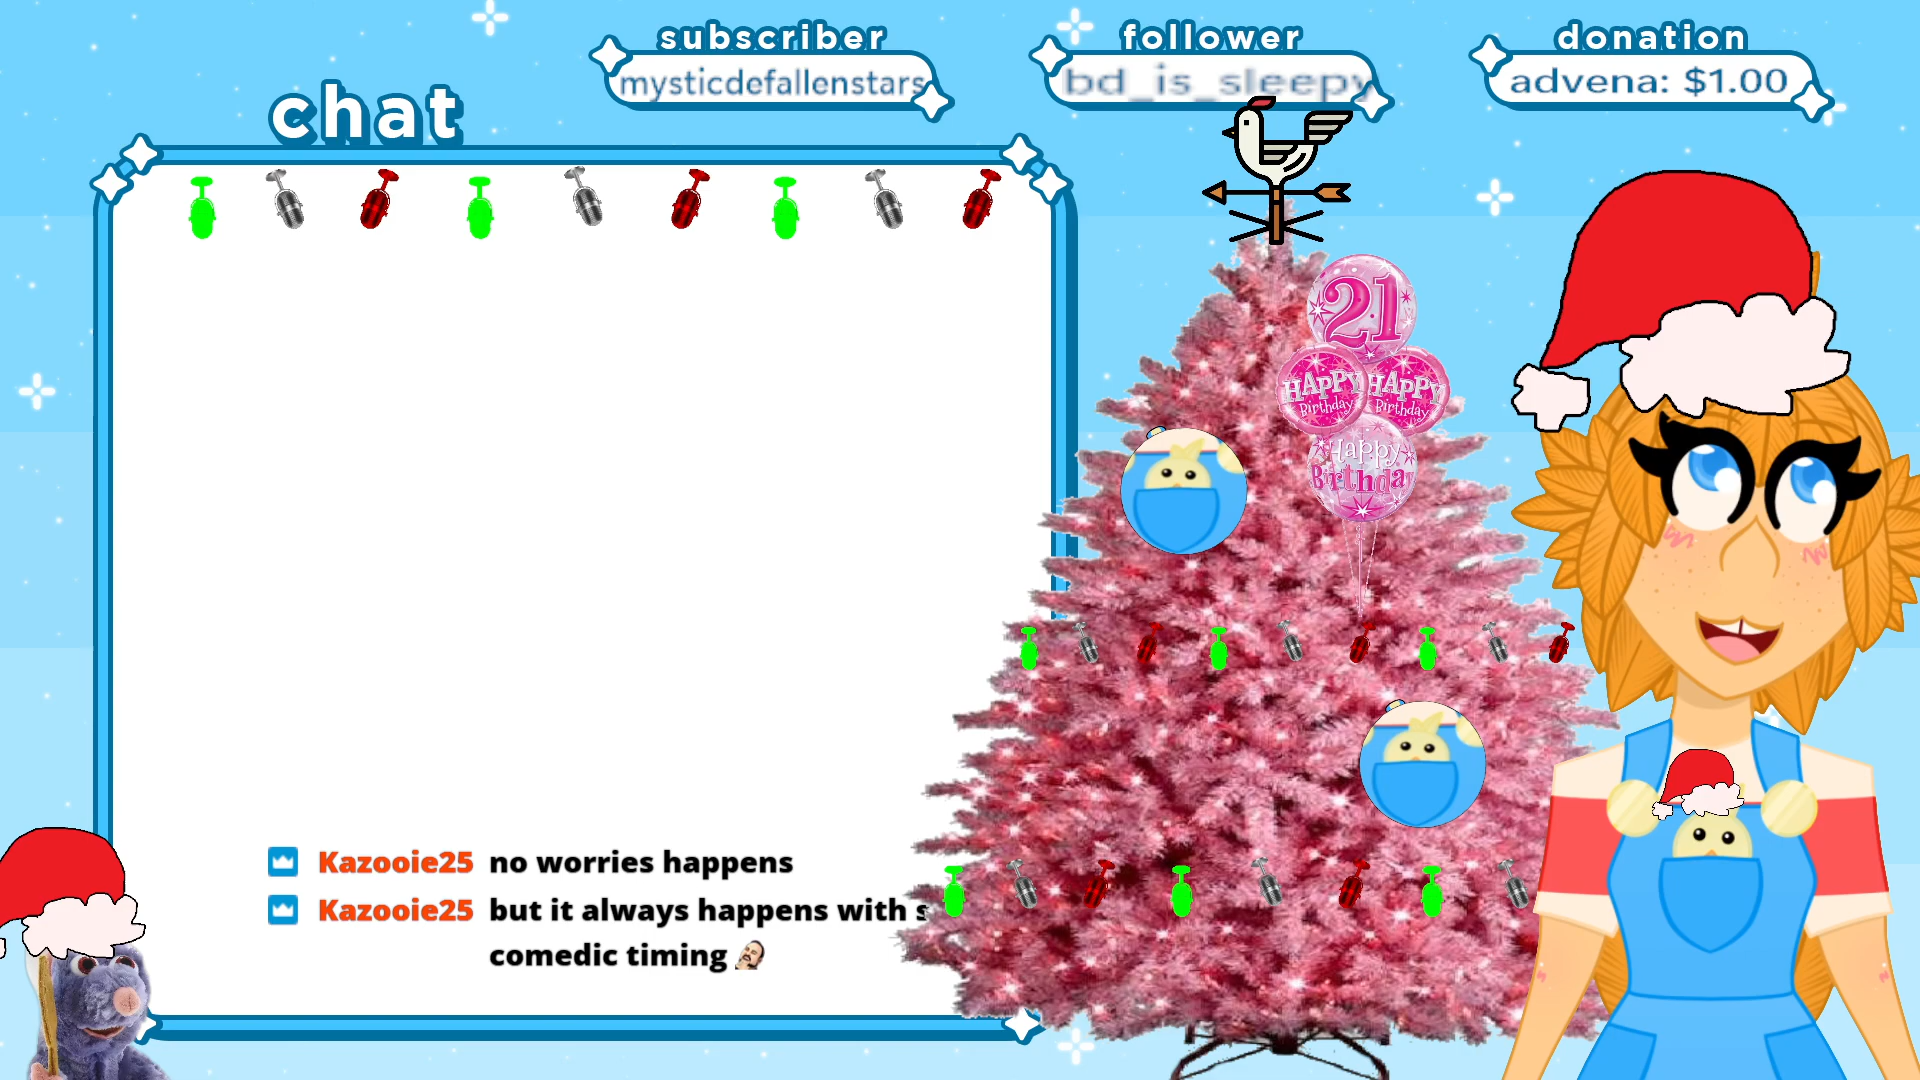 subscriber
follower
donation
mysticdefallenstars
bd_is_sleepy
advena: $1.00
chat
21
HAPPY
Birthday
HAPPY
Birthday
Happy
Birthday
Kazooie25 no worries happens
Kazooie25 but it always happens with
comedic timing